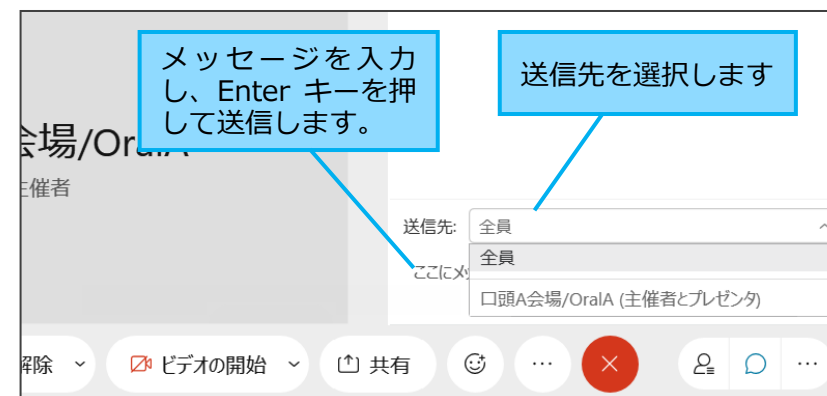 メッセージを入力
し、Enter キーを押
して送信します。
送信先を選択します
会場/OralA
主催者
送信先: 全員
全員
ここにメ
口頭A会場/OralA (主催者とプレゼンタ)
解除
ビデオの開始
共有